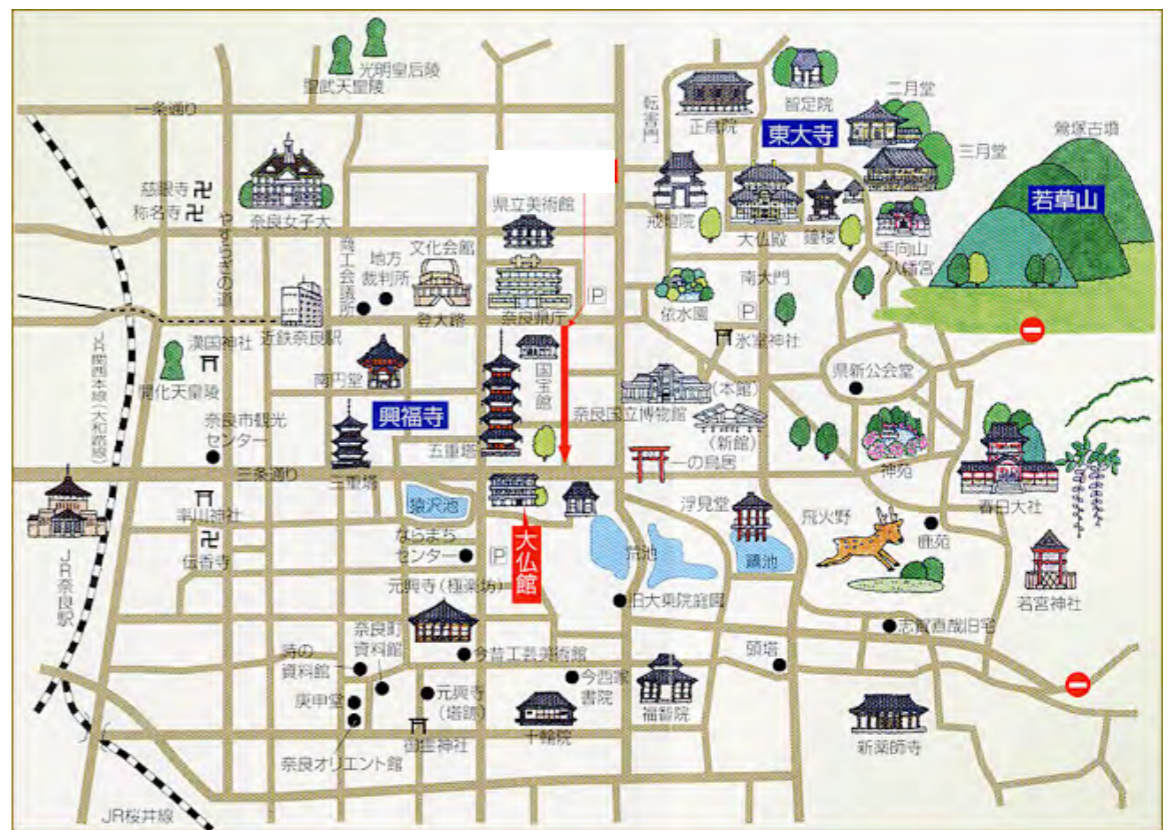 光明皇后陵
聖武天皇陵
一条通り
転害門
正倉院
智足院
二月堂
東大寺
三月堂
鶯塚古墳
若草山
慈眼寺
称名寺
奈良女子大
やすらぎの道
県立美術館
戒壇院
大仏殿
鐘楼
手向山
八幡宮
商工会議所
地方
裁判所
文化会館
登大路
奈良県庁
P
依水園
南大門
P
氷室神社
近鉄奈良駅
漢国神社
開化天皇陵
JR関西本線(大和路線)
南円堂
国宝館
県新公会堂
(本館)
奈良国立博物館
(新館)
興福寺
奈良市観光
センター
五重塔
三条通り
三重塔
一の鳥居
神苑
春日大社
率川神社
猿沢池
浮見堂
飛火野
鹿苑
JR奈良駅
伝香寺
ならまち
センター
P
大仏館
荒池
鷺池
若宮神社
元興寺(極楽坊)
旧大乗院庭園
志賀直哉旧宅
奈良町
資料館
時の
資料館
今昔工芸美術館
頭塔
庚申堂
元興寺
(塔跡)
今西家
書院
福智院
御霊神社
十輪院
新薬師寺
奈良オリエント館
JR桜井線